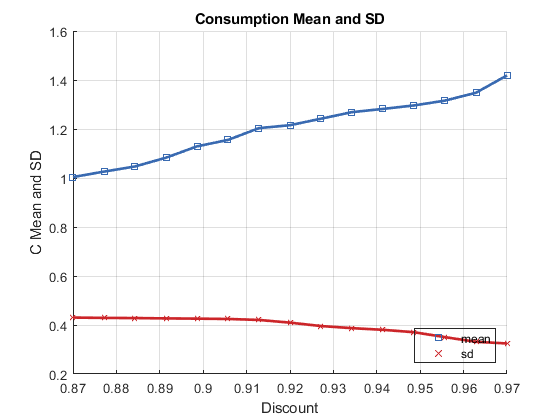 Consumption Mean and SD
1.6
1.4
1.2
1
0.8
0.6
0.4
0.2
C Mean and SD
mean
sd
0.87 0.88 0.89 0.9 0.91 0.92 0.93 0.94 0.95 0.96 0.97
Discount